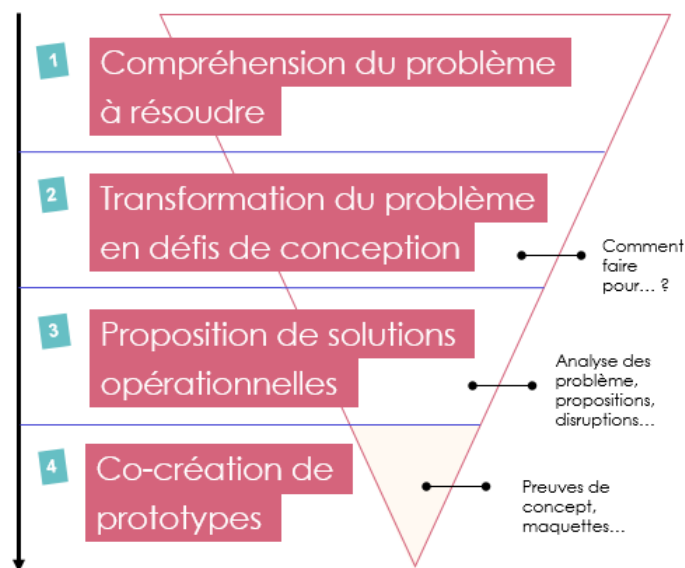 1
Compréhension du problème
à résoudre
2
Transformation du problème
en défis de conception
Comment
faire
pour... ?
3
Proposition de solutions
opérationnelles
Analyse des
problème,
propositions,
disruptions...
4
Co-création de
prototypes
Preuves de
concept,
maquettes...